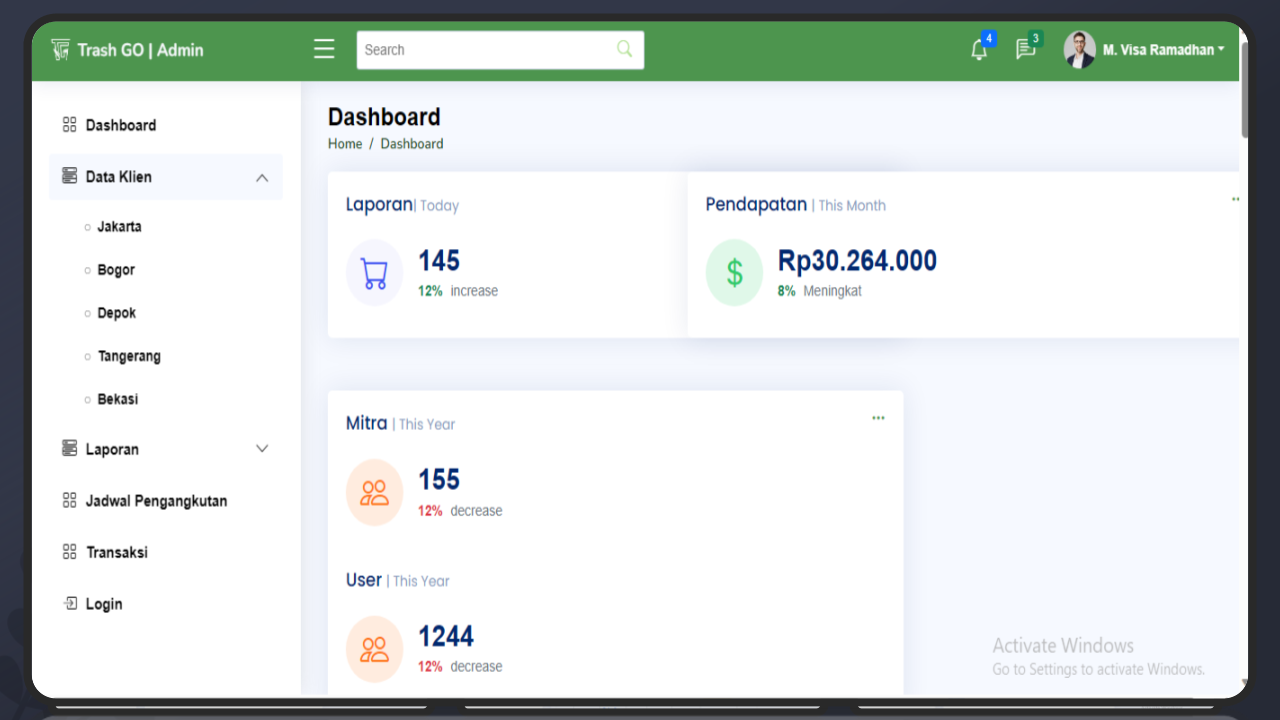 Trash GO | Admin
Search
4
3
M. Visa Ramadhan
Dashboard
Data Klien
Jakarta
Bogor
Depok
Tangerang
Bekasi
Laporan
Jadwal Pengangkutan
Transaksi
Login
Dashboard
Home / Dashboard
Laporan| Today
145
12% increase
Pendapatan | This Month
$
Rp30.264.000
8% Meningkat
Mitra | This Year
155
12% decrease
User | This Year
1244
12% decrease
Activate Windows
Go to Settings to activate Windows.